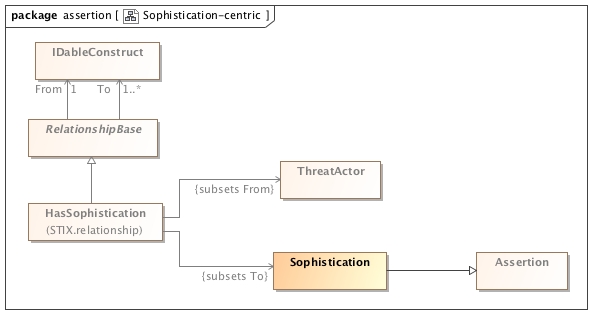 package assertion [ Sophistication-centric ]
IDableConstruct
From 1 To 1..*
RelationshipBase
ThreatActor
{subsets From}
HasSophistication
(STIX.relationship)
Sophistication
Assertion
{subsets To}